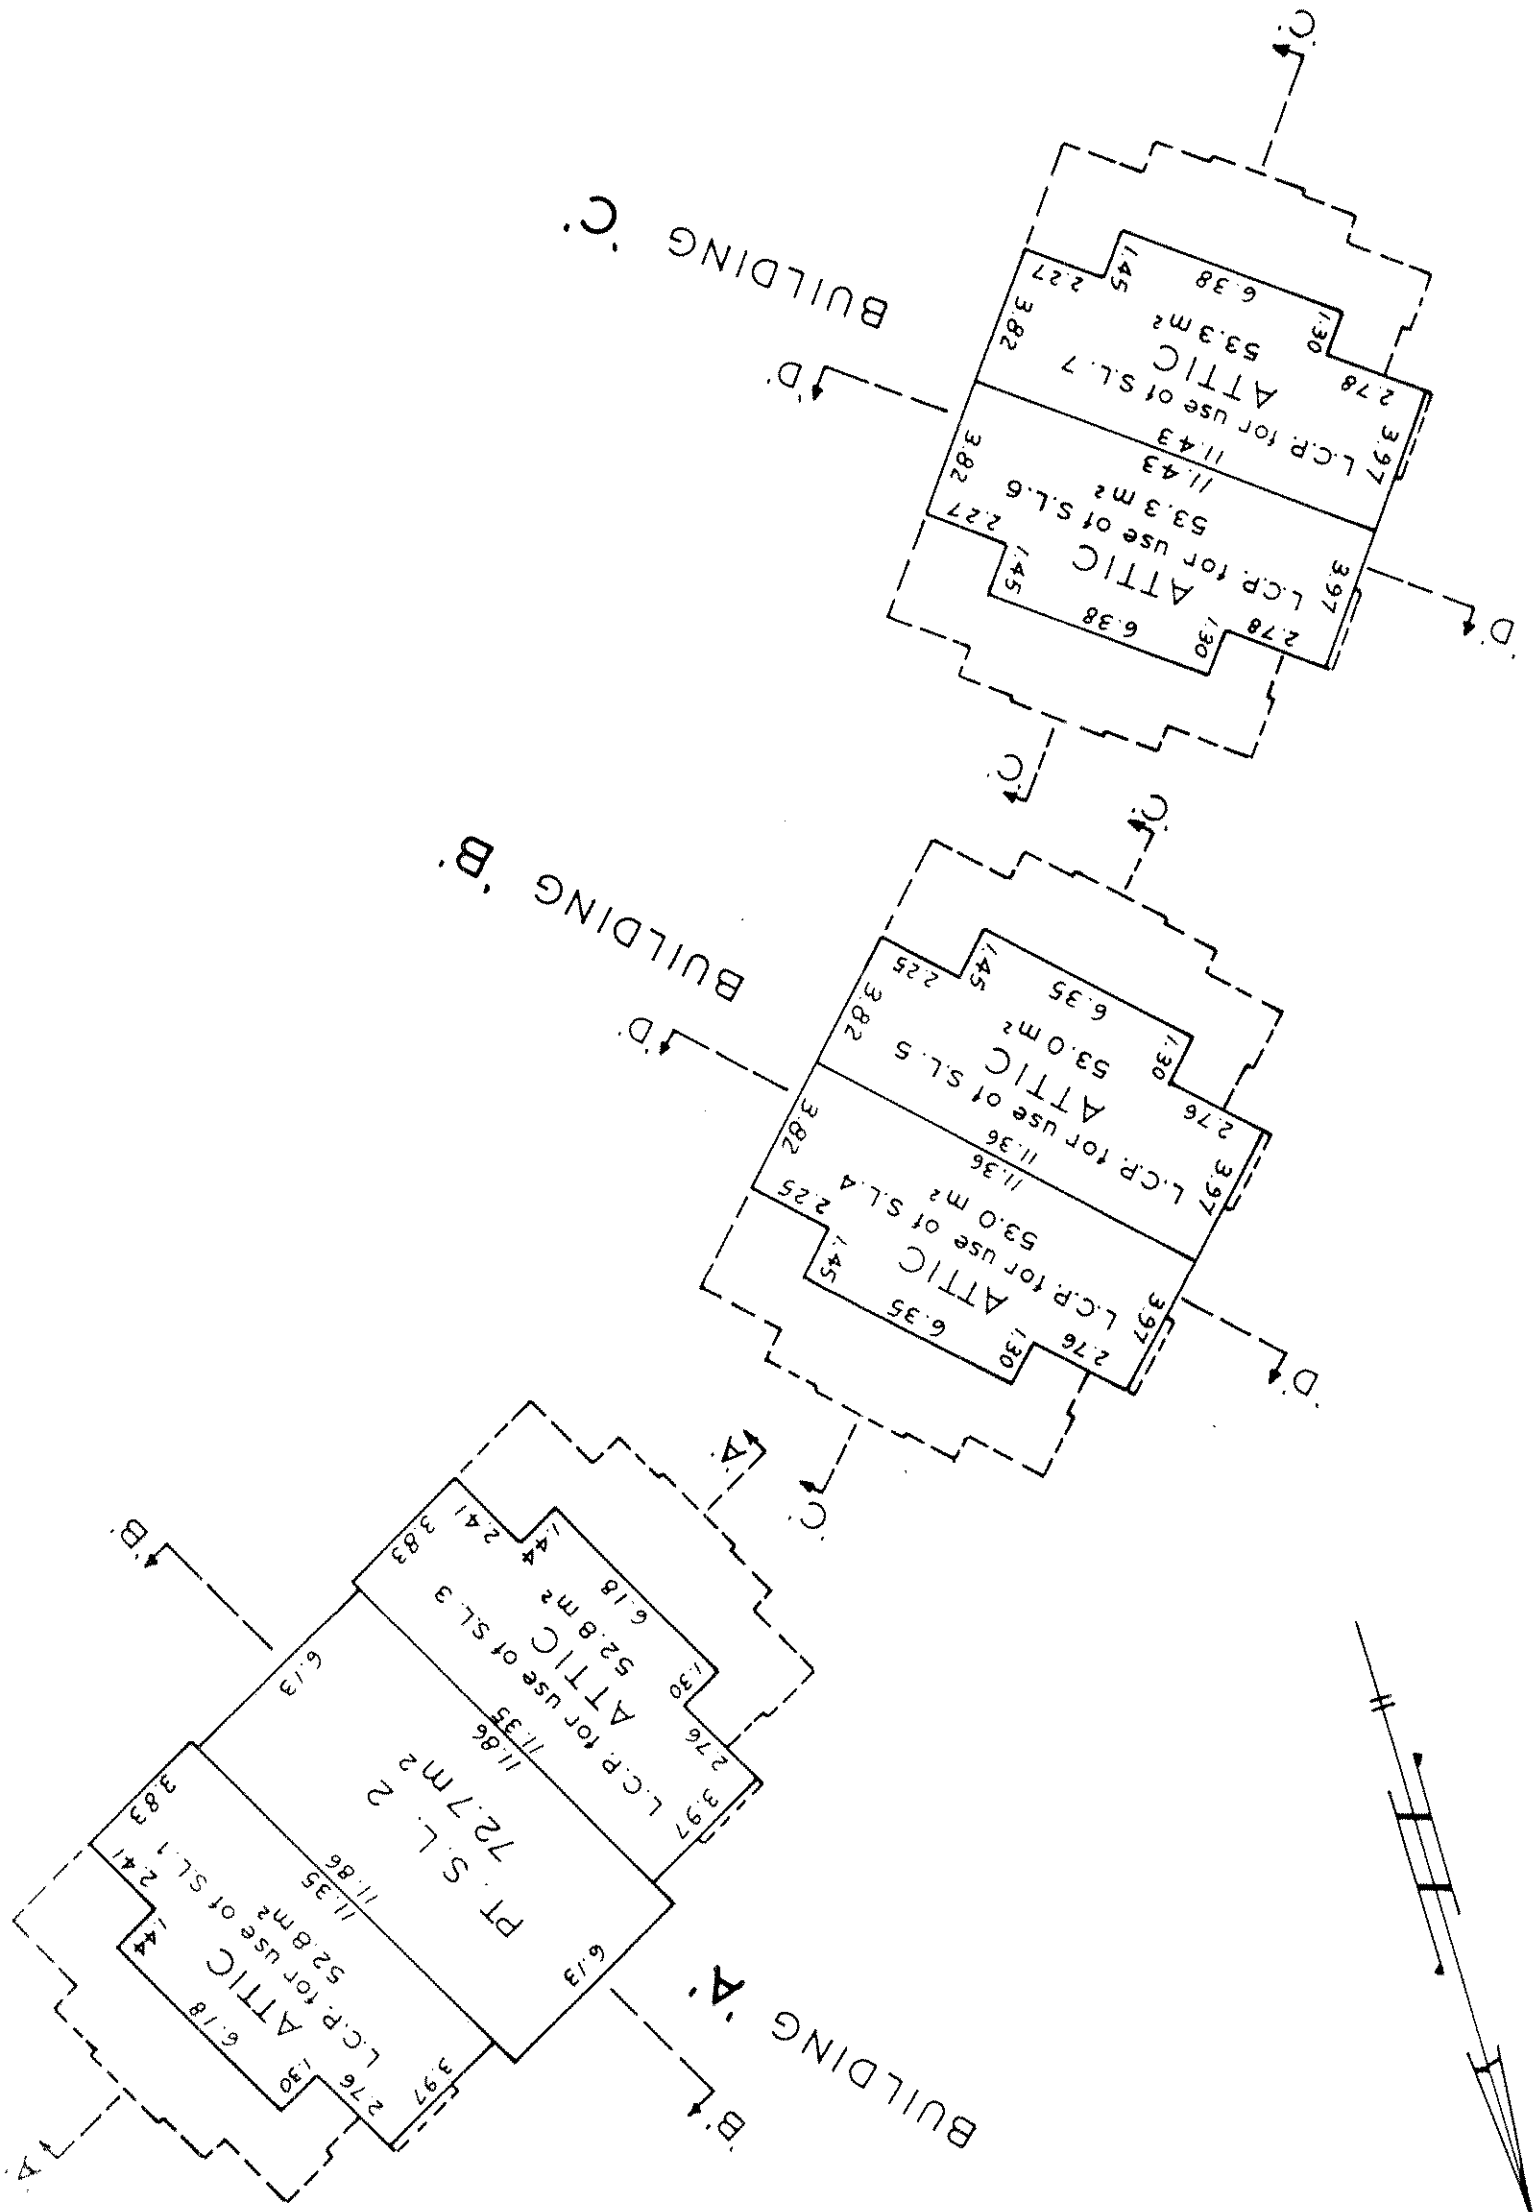 BUILDING 'A'
'A'
'A'
'B'
'B'
ATTIC
L.C.P. for use of S.L. 1
52.8 m²
2.76
1.30
6.18
1.44
2.41
3.83
3.97
11.35
11.86
PT. S.L. 2
72.7 m²
6.13
6.13
11.86
11.35
L.C.P. for use of S.L. 3
ATTIC
52.8 m²
3.97
2.76
1.30
6.18
1.44
2.41
3.83
BUILDING 'B'
'C'
'C'
'D'
'D'
ATTIC
L.C.P. for use of S.L. 4
53.0 m²
2.76
1.30
6.35
1.45
2.25
3.82
3.97
11.36
11.36
L.C.P. for use of S.L. 5
ATTIC
53.0 m²
3.97
2.76
1.30
6.35
1.45
2.25
3.82
BUILDING 'C'
'C'
'C'
'D'
'D'
ATTIC
L.C.P. for use of S.L. 6
53.3 m²
2.78
1.30
6.38
1.45
2.27
3.82
3.97
11.43
11.43
L.C.P. for use of S.L. 7
ATTIC
53.3 m²
3.97
2.78
1.30
6.38
1.45
2.27
3.82